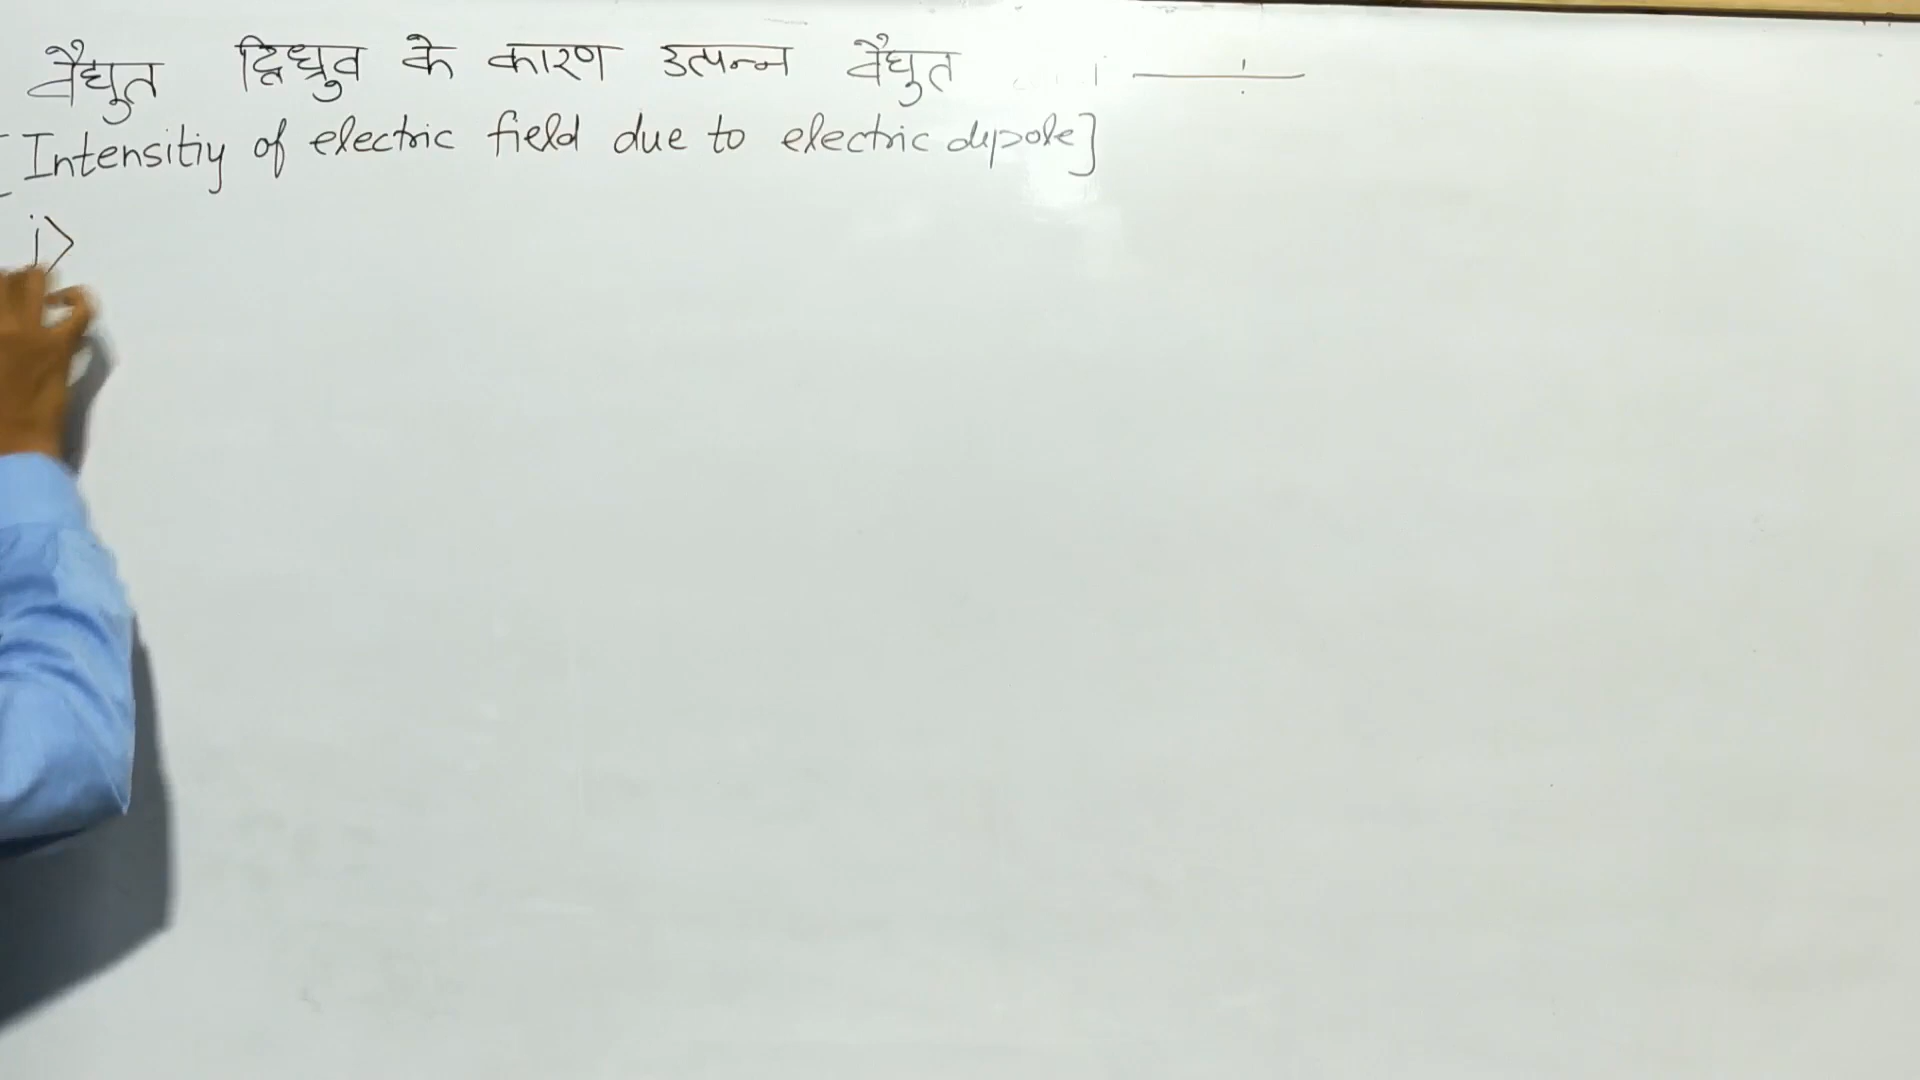 वैद्युत द्विध्रुव के कारण उत्पन्न वैद्युत
[Intensitiy of electric field due to electric dipole]
i>